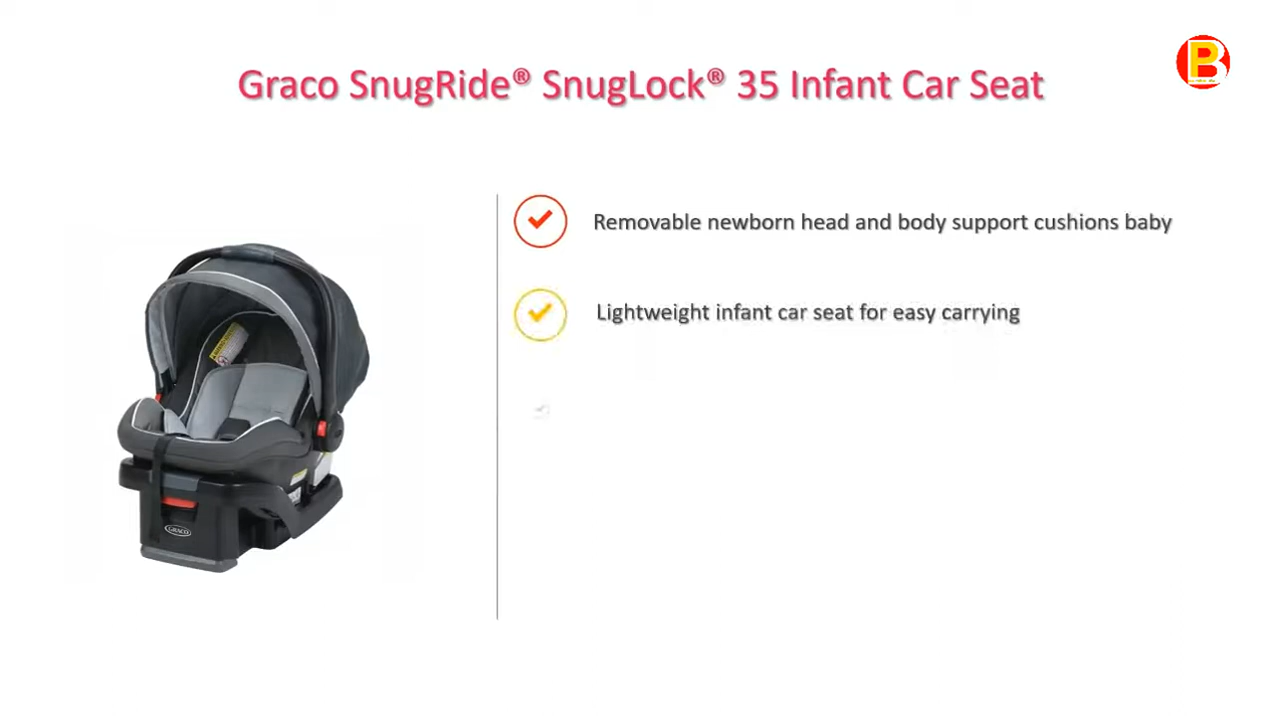 Graco SnugRide® SnugLock® 35 Infant Car Seat
B
Removable newborn head and body support cushions baby
Lightweight infant car seat for easy carrying
GRACO